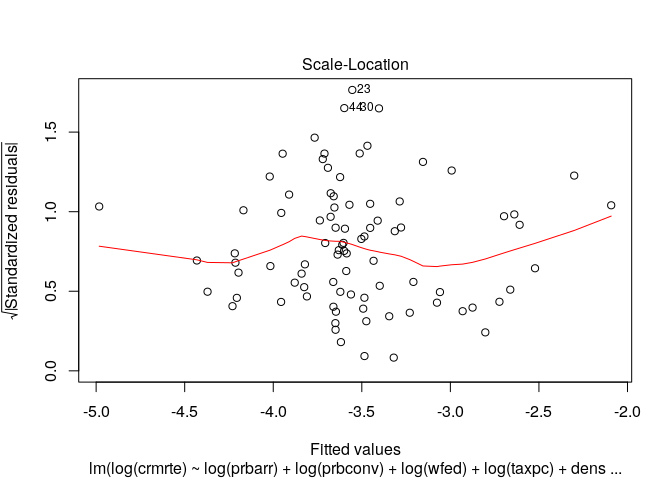 Scale-Location
√|Standardized residuals|
0.0 0.5 1.0 1.5
23
44 30
-5.0 -4.5 -4.0 -3.5 -3.0 -2.5 -2.0
Fitted values
lm(log(crmrte) ~ log(prbarr) + log(prbconv) + log(wfed) + log(taxpc) + dens ...